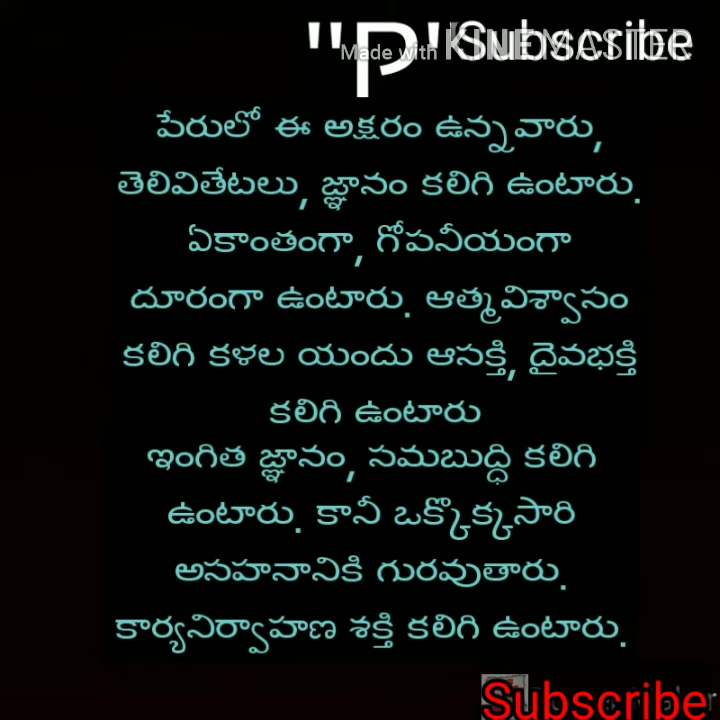 "P" Subscribe
Made with KINEMASTER
పేరులో ఈ అక్షరం ఉన్నవారు,
తెలివితేటలు, జ్ఞానం కలిగి ఉంటారు.
ఏకాంతంగా, గోపనీయంగా
దూరంగా ఉంటారు. ఆత్మవిశ్వాసం
కలిగి కళల యందు ఆసక్తి, దైవభక్తి
కలిగి ఉంటారు
ఇంగిత జ్ఞానం, సమబుద్ధి కలిగి
ఉంటారు. కానీ ఒక్కొక్కసారి
అసహనానికి గురవుతారు.
కార్యనిర్వాహణ శక్తి కలిగి ఉంటారు.
Subscribe